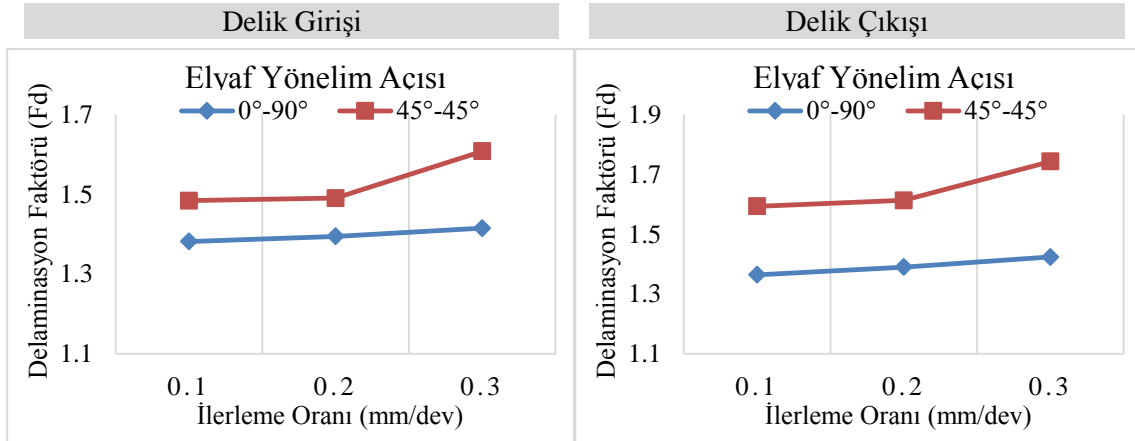 Delik Girişi
Elyaf Yönelim Açısı
0°-90°
45°-45°
Delaminasyon Faktörü (Fd)
1.7
1.5
1.3
1.1
0.1
0.2
0.3
İlerleme Oranı (mm/dev)
Delik Çıkışı
Elyaf Yönelim Açısı
0°-90°
45°-45°
Delaminasyon Faktörü (Fd)
1.9
1.7
1.5
1.3
1.1
0.1
0.2
0.3
İlerleme Oranı (mm/dev)